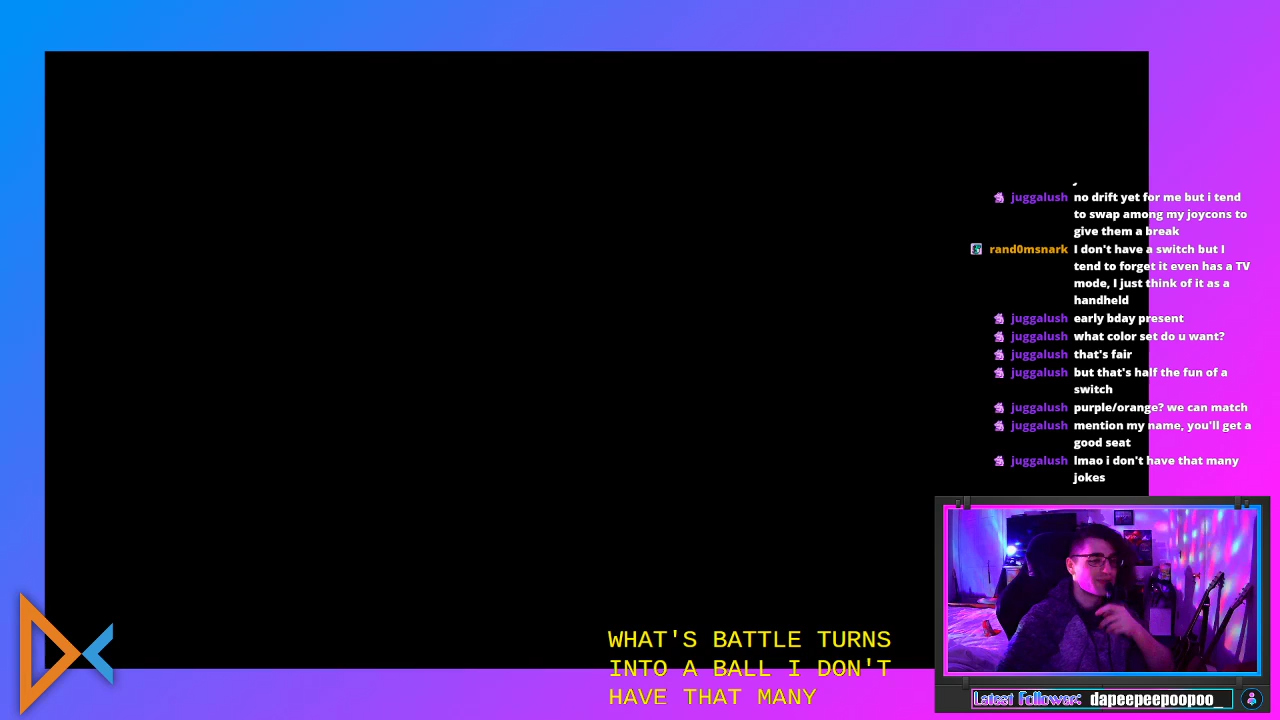 juggalush no drift yet for me but i tend
to swap among my joycons to
give them a break
rand0msnark I don't have a switch but I
tend to forget it even has a TV
mode, I just think of it as a
handheld
juggalush early bday present
juggalush what color set do u want?
juggalush that's fair
juggalush but that's half the fun of a
switch
juggalush purple/orange? we can match
juggalush mention my name, you'll get a
good seat
juggalush lmao i don't have that many
jokes
WHAT'S BATTLE TURNS
INTO A BALL I DON'T
HAVE THAT MANY
Latest Follower: dapeepeepoopoo_